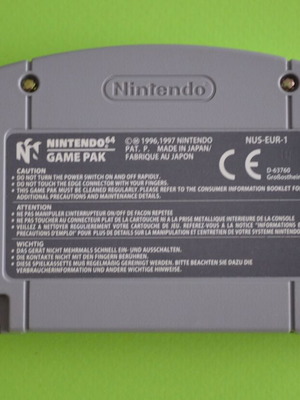 Nintendo
NINTENDO 64
GAME PAK
©® 1996,1997 NINTENDO
PAT. P. MADE IN JAPAN/
FABRIQUE AU JAPON
NUS-EUR-1
CE
D-63760
Großosthei
CAUTION
● DO NOT TURN THE POWER SWITCH ON AND OFF RAPIDLY.
● DO NOT TOUCH THE EDGE CONNECTOR WITH YOUR FINGERS.
● THIS GAME PAK MUST BE CLEANED REGULARLY. PLEASE REFER TO THE CONSUMER INFORMATION BOOKLET FOR
ADDITIONAL PRECAUTIONS AND MAINTENANCE DETAILS.
ATTENTION
● NE PAS MANIPULER L'INTERRUPTEUR ON/OFF DE FAÇON REPETEE
● NE PAS TOUCHER AU CONNECTEUR PLAT DE LA CARTOUCHE NI A LA PRISE METALLIQUE INTERIEURE DE LA CONSOLE
● VEUILLEZ A NETTOYER REGULIEREMENT VOTRE CARTOUCHE DE JEU. REFEREZ-VOUS A LA NOTICE "INFORMATIONS E
PRECAUTIONS D'EMPLOI" POUR PLUS DE DETAILS SUR LA MANIPULATION ET L'ENTRETIEN DE VOTRE SYSTEME NINTENDO
WICHTIG
● DAS GERÄT NICHT MEHRMALS SCHNELL EIN- UND AUSSCHALTEN.
● DIE KONTAKTE NICHT MIT DEN FINGERN BERÜHREN.
● DIESE SPIELKASSETTE MUß REGELMÄßIG GEREINIGT WERDEN. BITTE BEACHTEN SIE DAZU DIE
VERBRAUCHERINFORMATION UND ANDERE WICHTIGE HINWEISE.